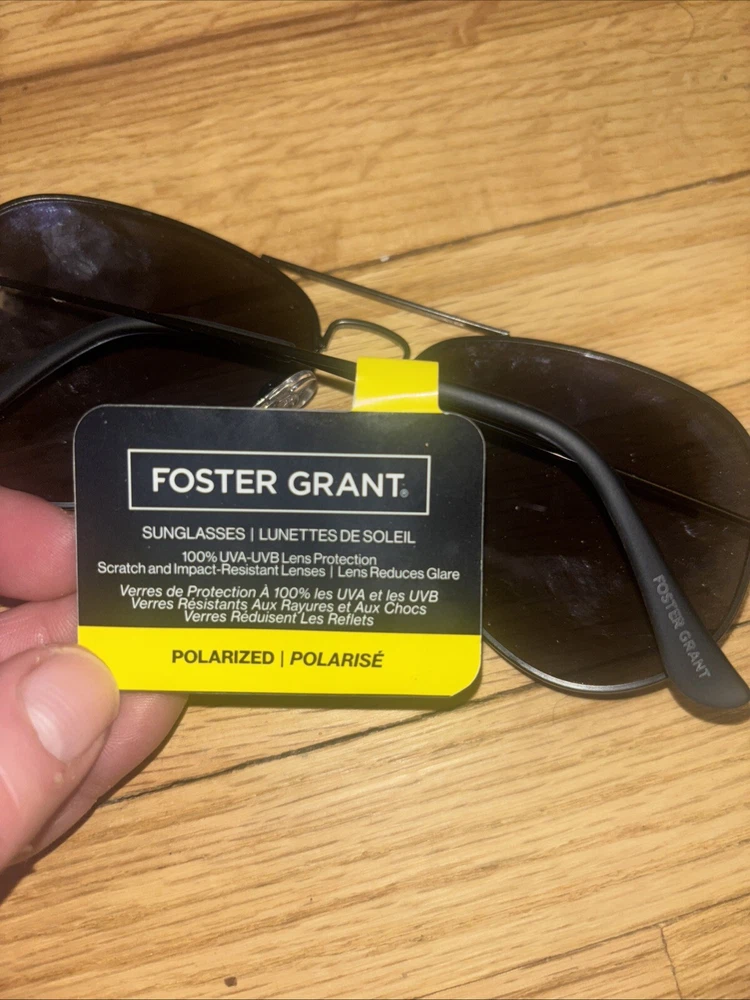 FOSTER GRANT®
SUNGLASSES | LUNETTES DE SOLEIL
100% UVA-UVB Lens Protection
Scratch and Impact-Resistant Lenses | Lens Reduces Glare
Verres de Protection À 100% les UVA et les UVB
Verres Résistants Aux Rayures et Aux Chocs
Verres Réduisent Les Reflets
POLARIZED | POLARISÉ
FOSTER GRANT